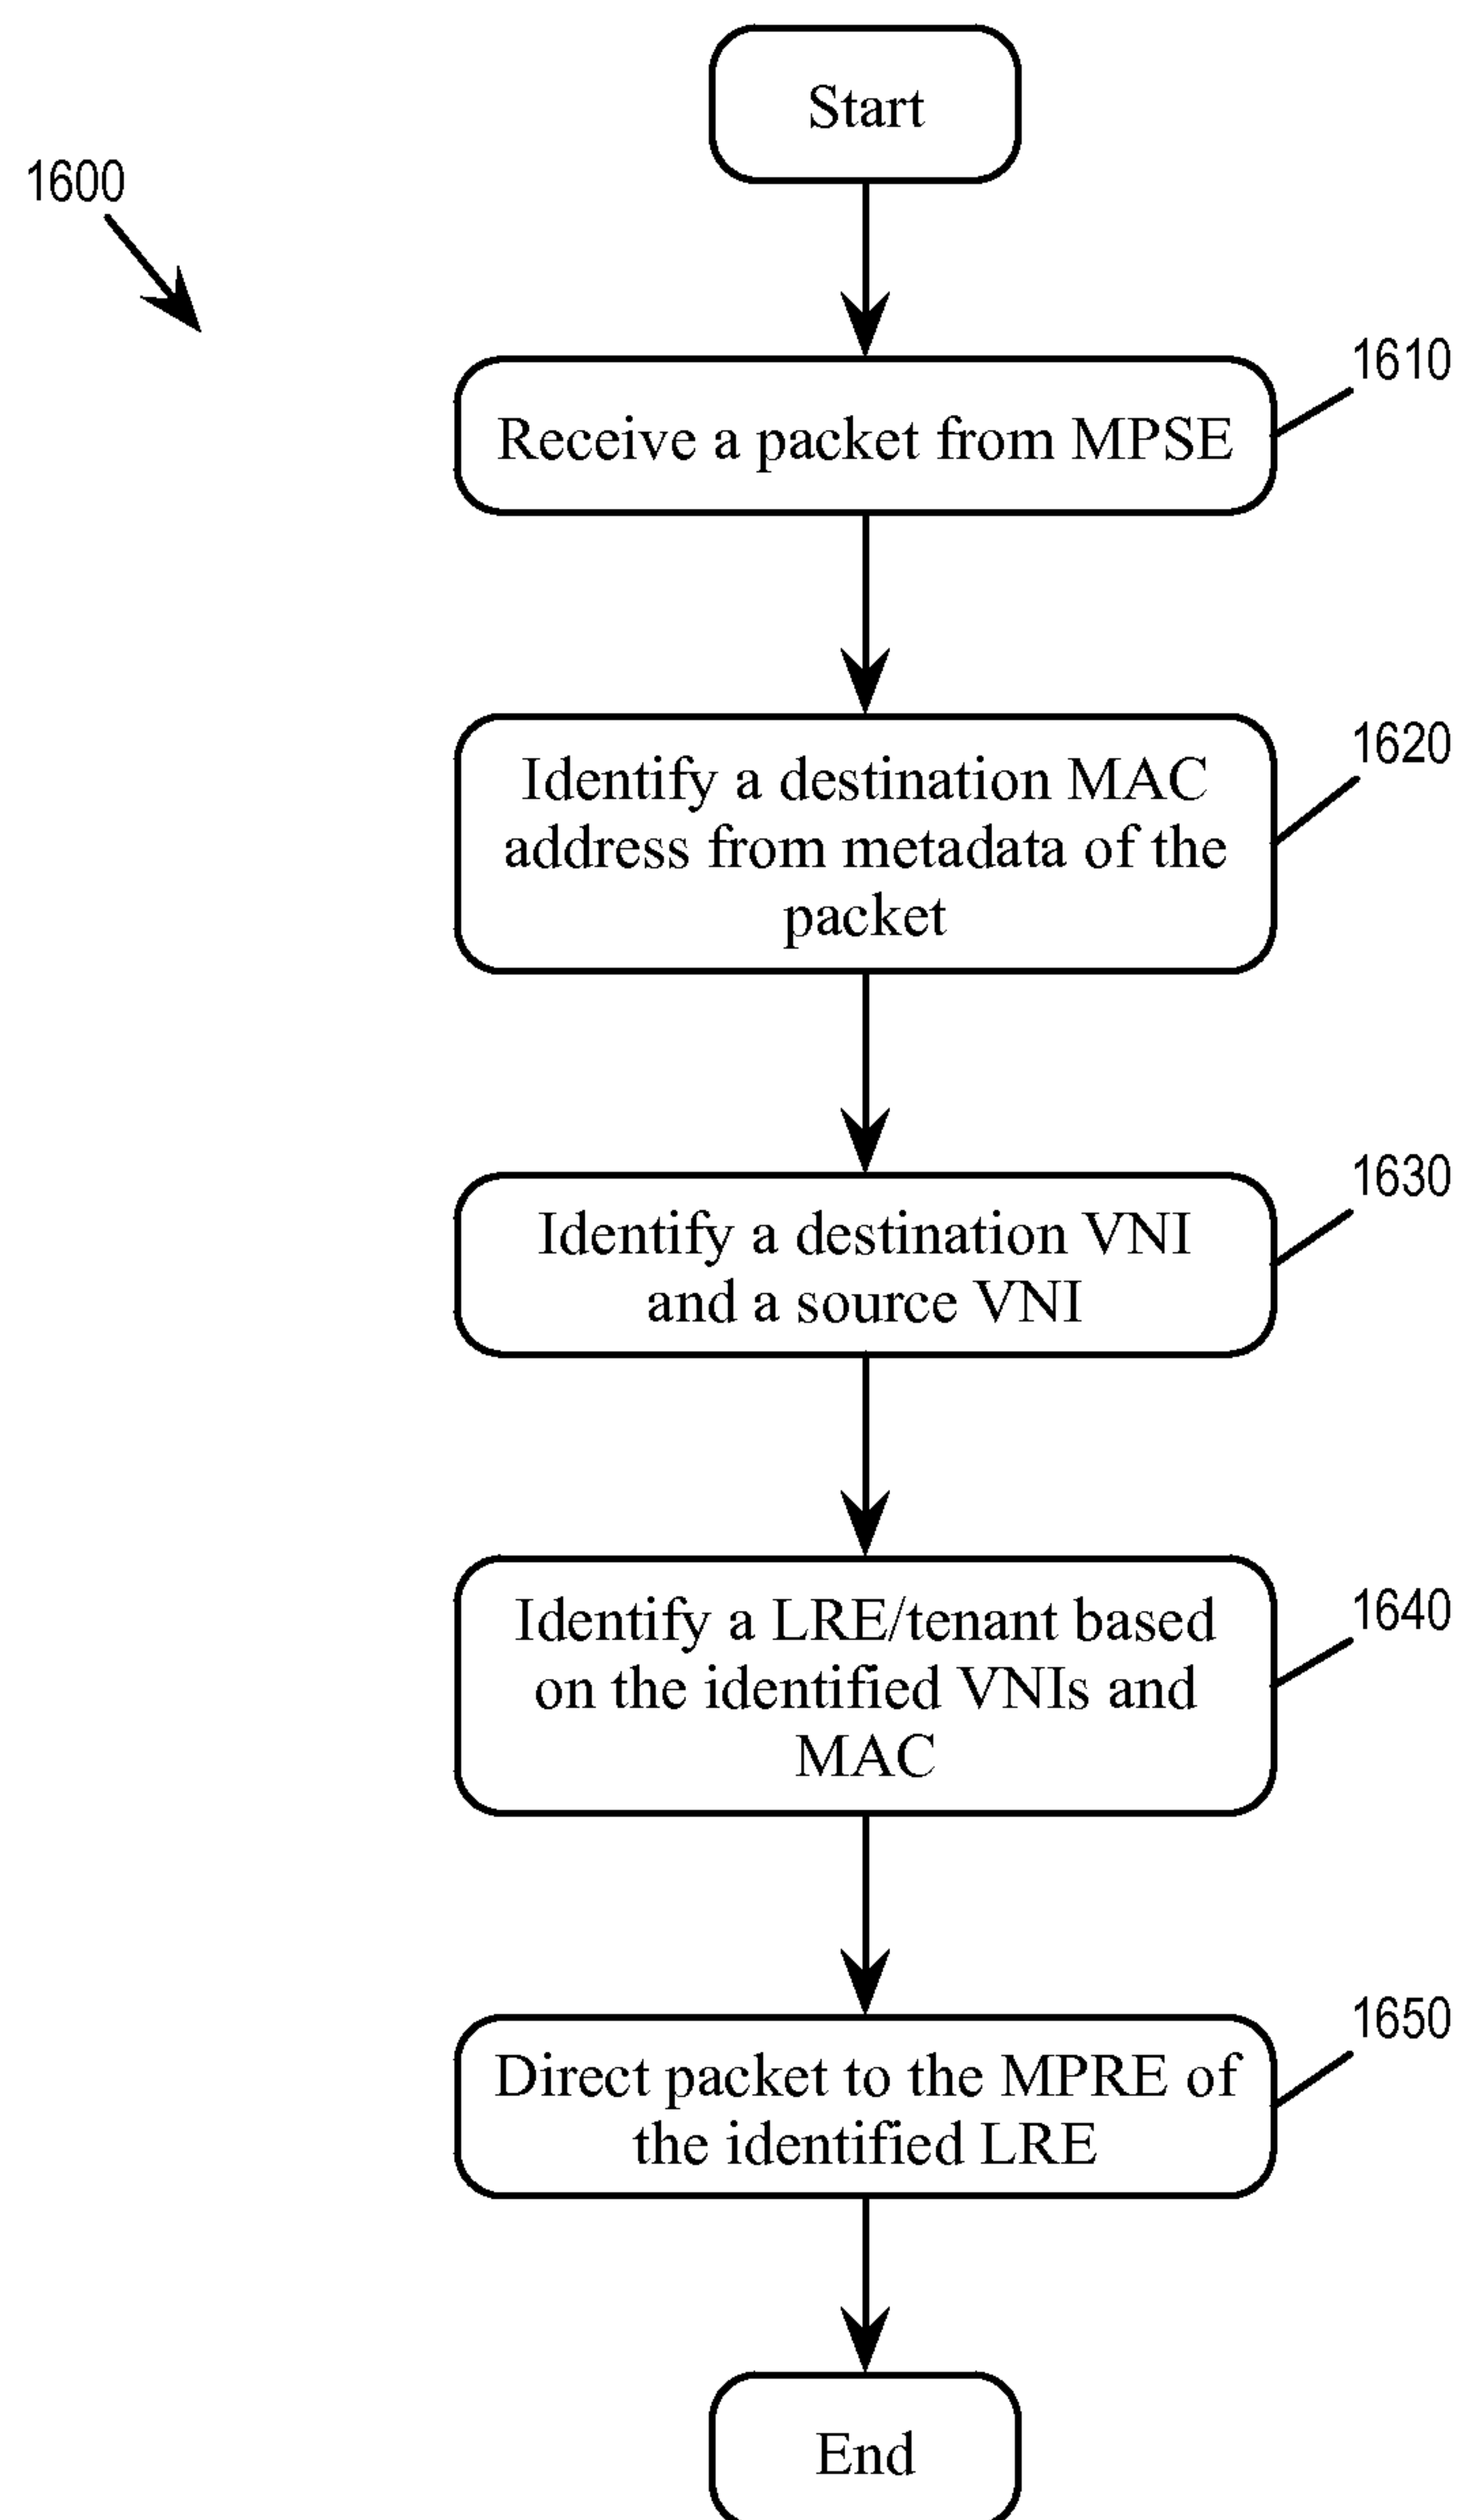 Start
1600
1610
Receive a packet from MPSE
1620
Identify a destination MAC
address from metadata of the
packet
1630
Identify a destination VNI
and a source VNI
1640
Identify a LRE/tenant based
on the identified VNIs and
MAC
1650
Direct packet to the MPRE of
the identified LRE
End